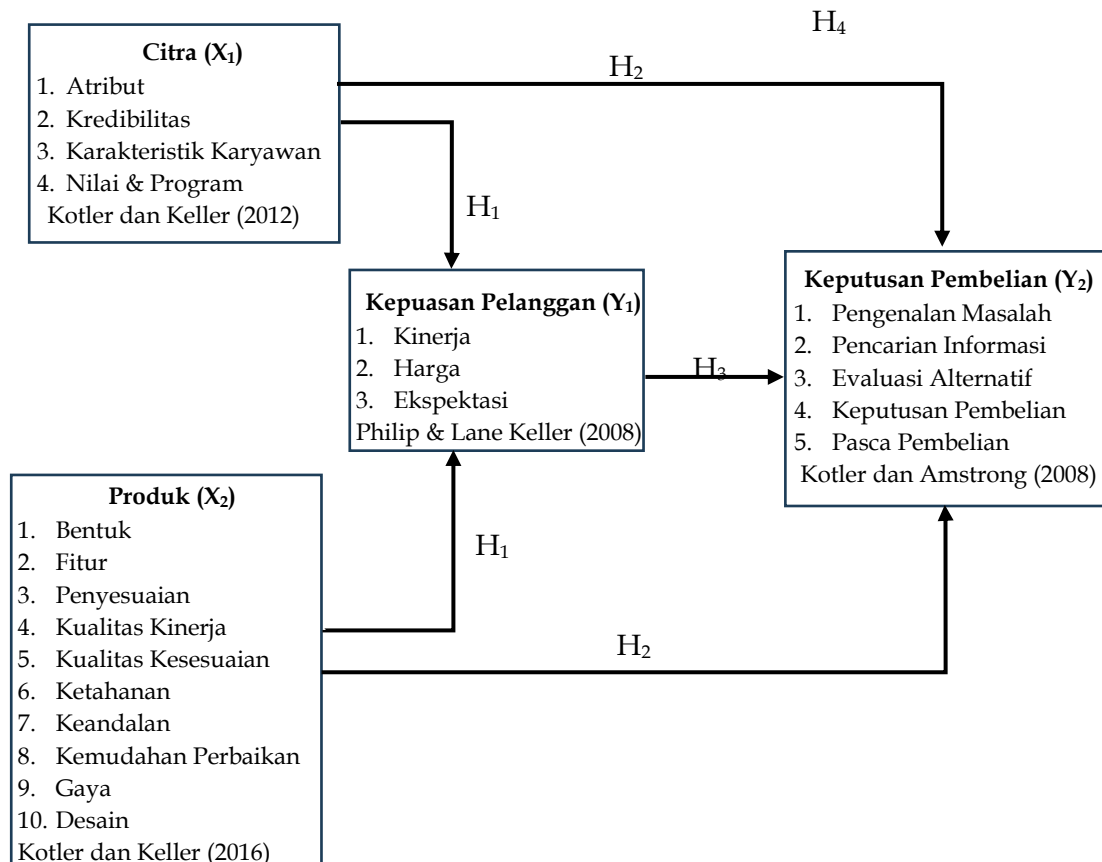 H₄
Citra (X₁)
1. Atribut
2. Kredibilitas
3. Karakteristik Karyawan
4. Nilai & Program
Kotler dan Keller (2012)
H₂
H₁
Kepuasan Pelanggan (Y₁)
1. Kinerja
2. Harga
3. Ekspektasi
Philip & Lane Keller (2008)
H₃
Keputusan Pembelian (Y₂)
1. Pengenalan Masalah
2. Pencarian Informasi
3. Evaluasi Alternatif
4. Keputusan Pembelian
5. Pasca Pembelian
Kotler dan Amstrong (2008)
Produk (X₂)
1. Bentuk
2. Fitur
3. Penyesuaian
4. Kualitas Kinerja
5. Kualitas Kesesuaian
6. Ketahanan
7. Keandalan
8. Kemudahan Perbaikan
9. Gaya
10. Desain
Kotler dan Keller (2016)
H₁
H₂